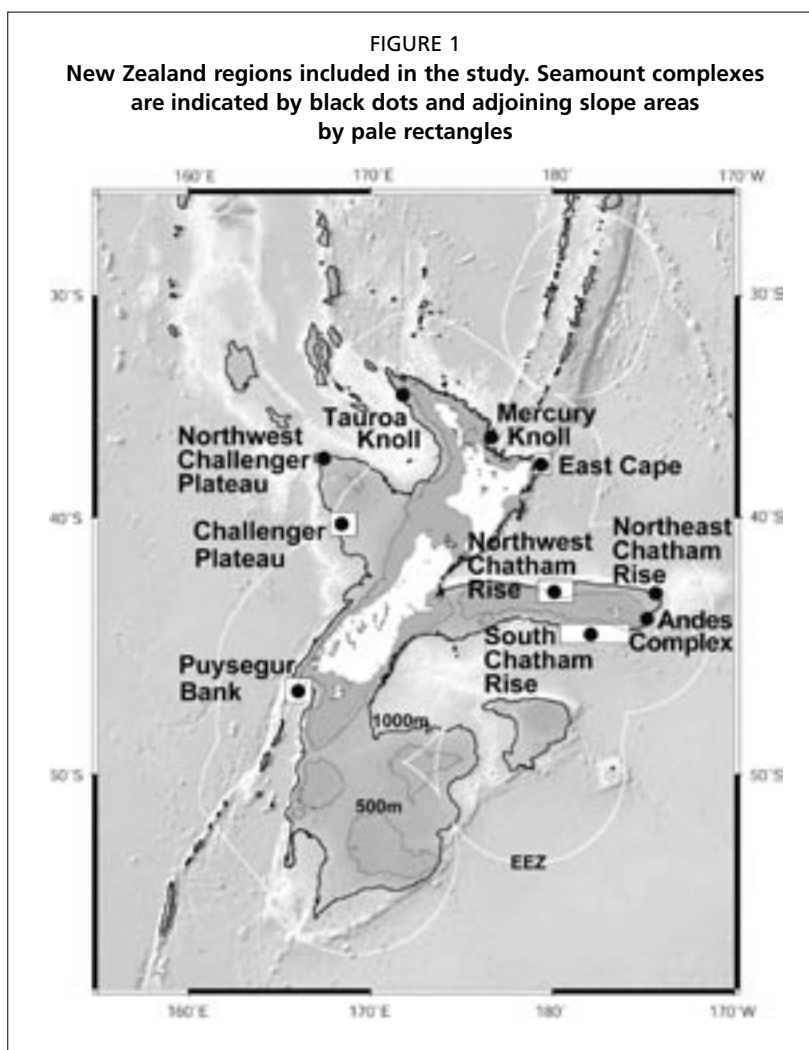 FIGURE 1
New Zealand regions included in the study. Seamount complexes
are indicated by black dots and adjoining slope areas
by pale rectangles
160°E 170°E 180° 170°W
30°S 30°S
Tauroa
Knoll
Mercury
Knoll
Northwest
Challenger
Plateau
East Cape
40°S 40°S
Challenger
Plateau
Northwest
Chatham
Rise
Northeast
Chatham
Rise
Andes
Complex
South
Chatham
Rise
Puysegur
Bank
1000m
50°S 50°S
500m
EEZ
160°E 170°E 180° 170°W